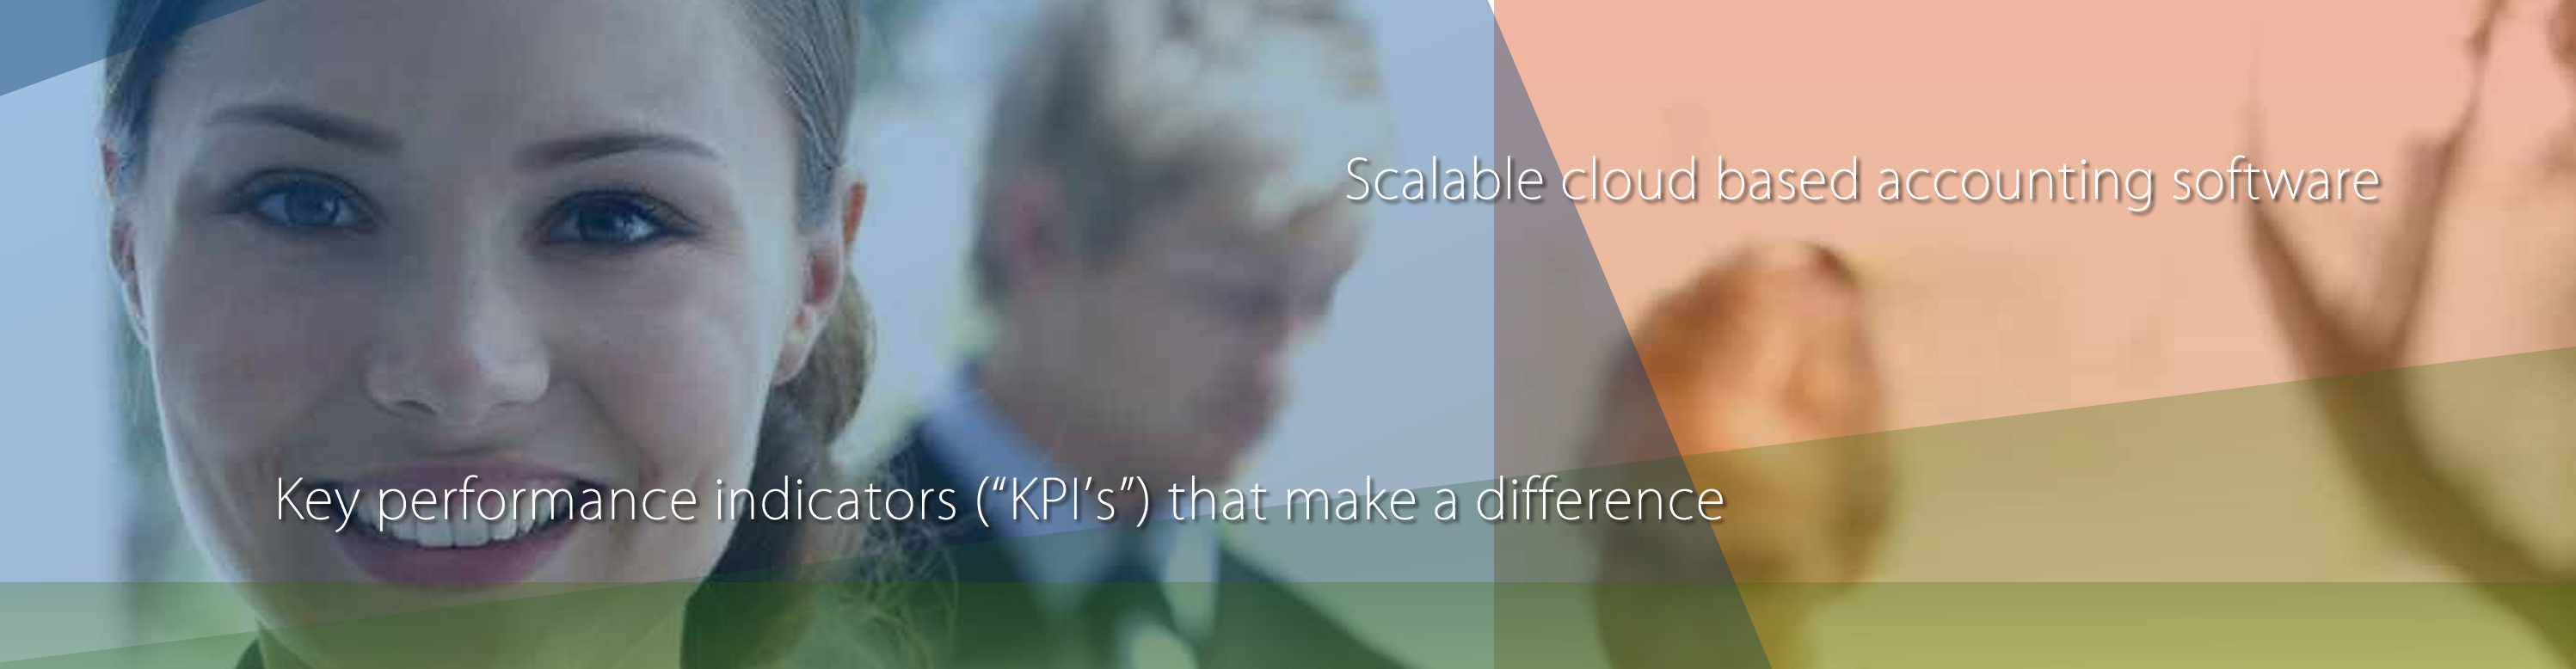 Scalable cloud based accounting software
Key performance indicators (“KPI’s”) that make a difference